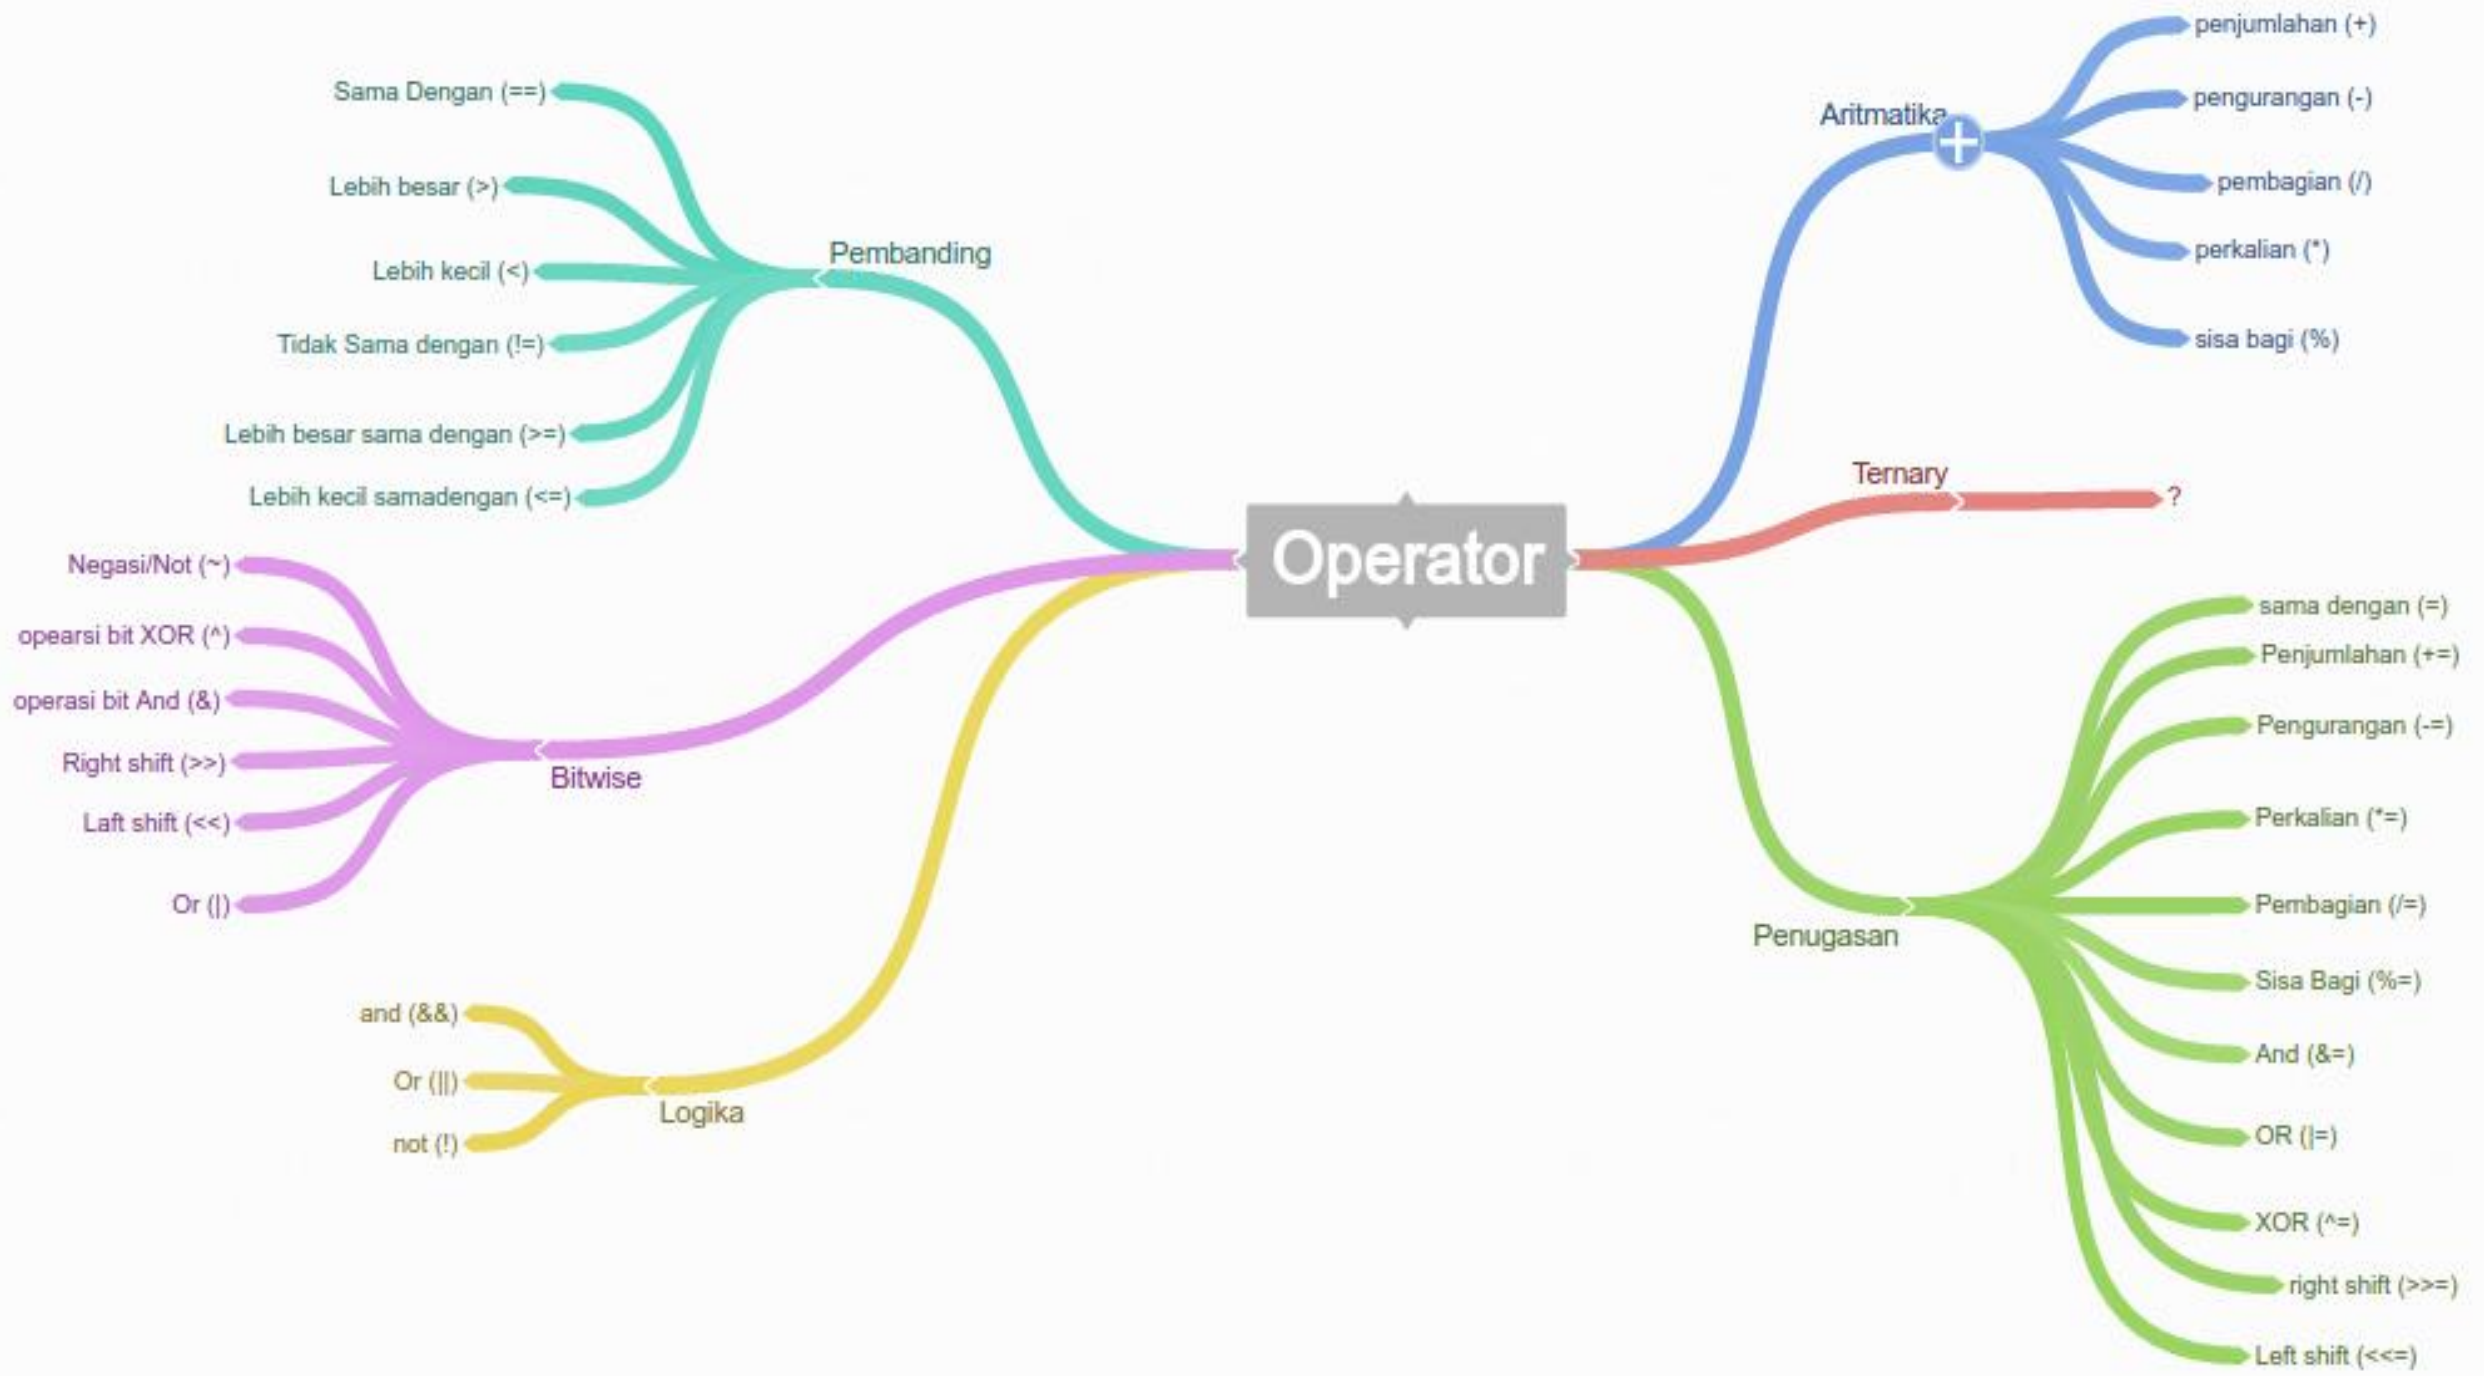 Operator
Pembanding
Sama Dengan (==)
Lebih besar (>)
Lebih kecil (<)
Tidak Sama dengan (!=)
Lebih besar sama dengan (>=)
Lebih kecil samadengan (<=)
Bitwise
Negasi/Not (~)
opearsi bit XOR (^)
operasi bit And (&)
Right shift (>>)
Laft shift (<<)
Or (|)
Logika
and (&&)
Or (||)
not (!)
Aritmatika
penjumlahan (+)
pengurangan (-)
pembagian (/)
perkalian (*)
sisa bagi (%)
Ternary
?
Penugasan
sama dengan (=)
Penjumlahan (+=)
Pengurangan (-=)
Perkalian (*=)
Pembagian (/=)
Sisa Bagi (%=)
And (&=)
OR (|=)
XOR (^=)
right shift (>>=)
Left shift (<<=)